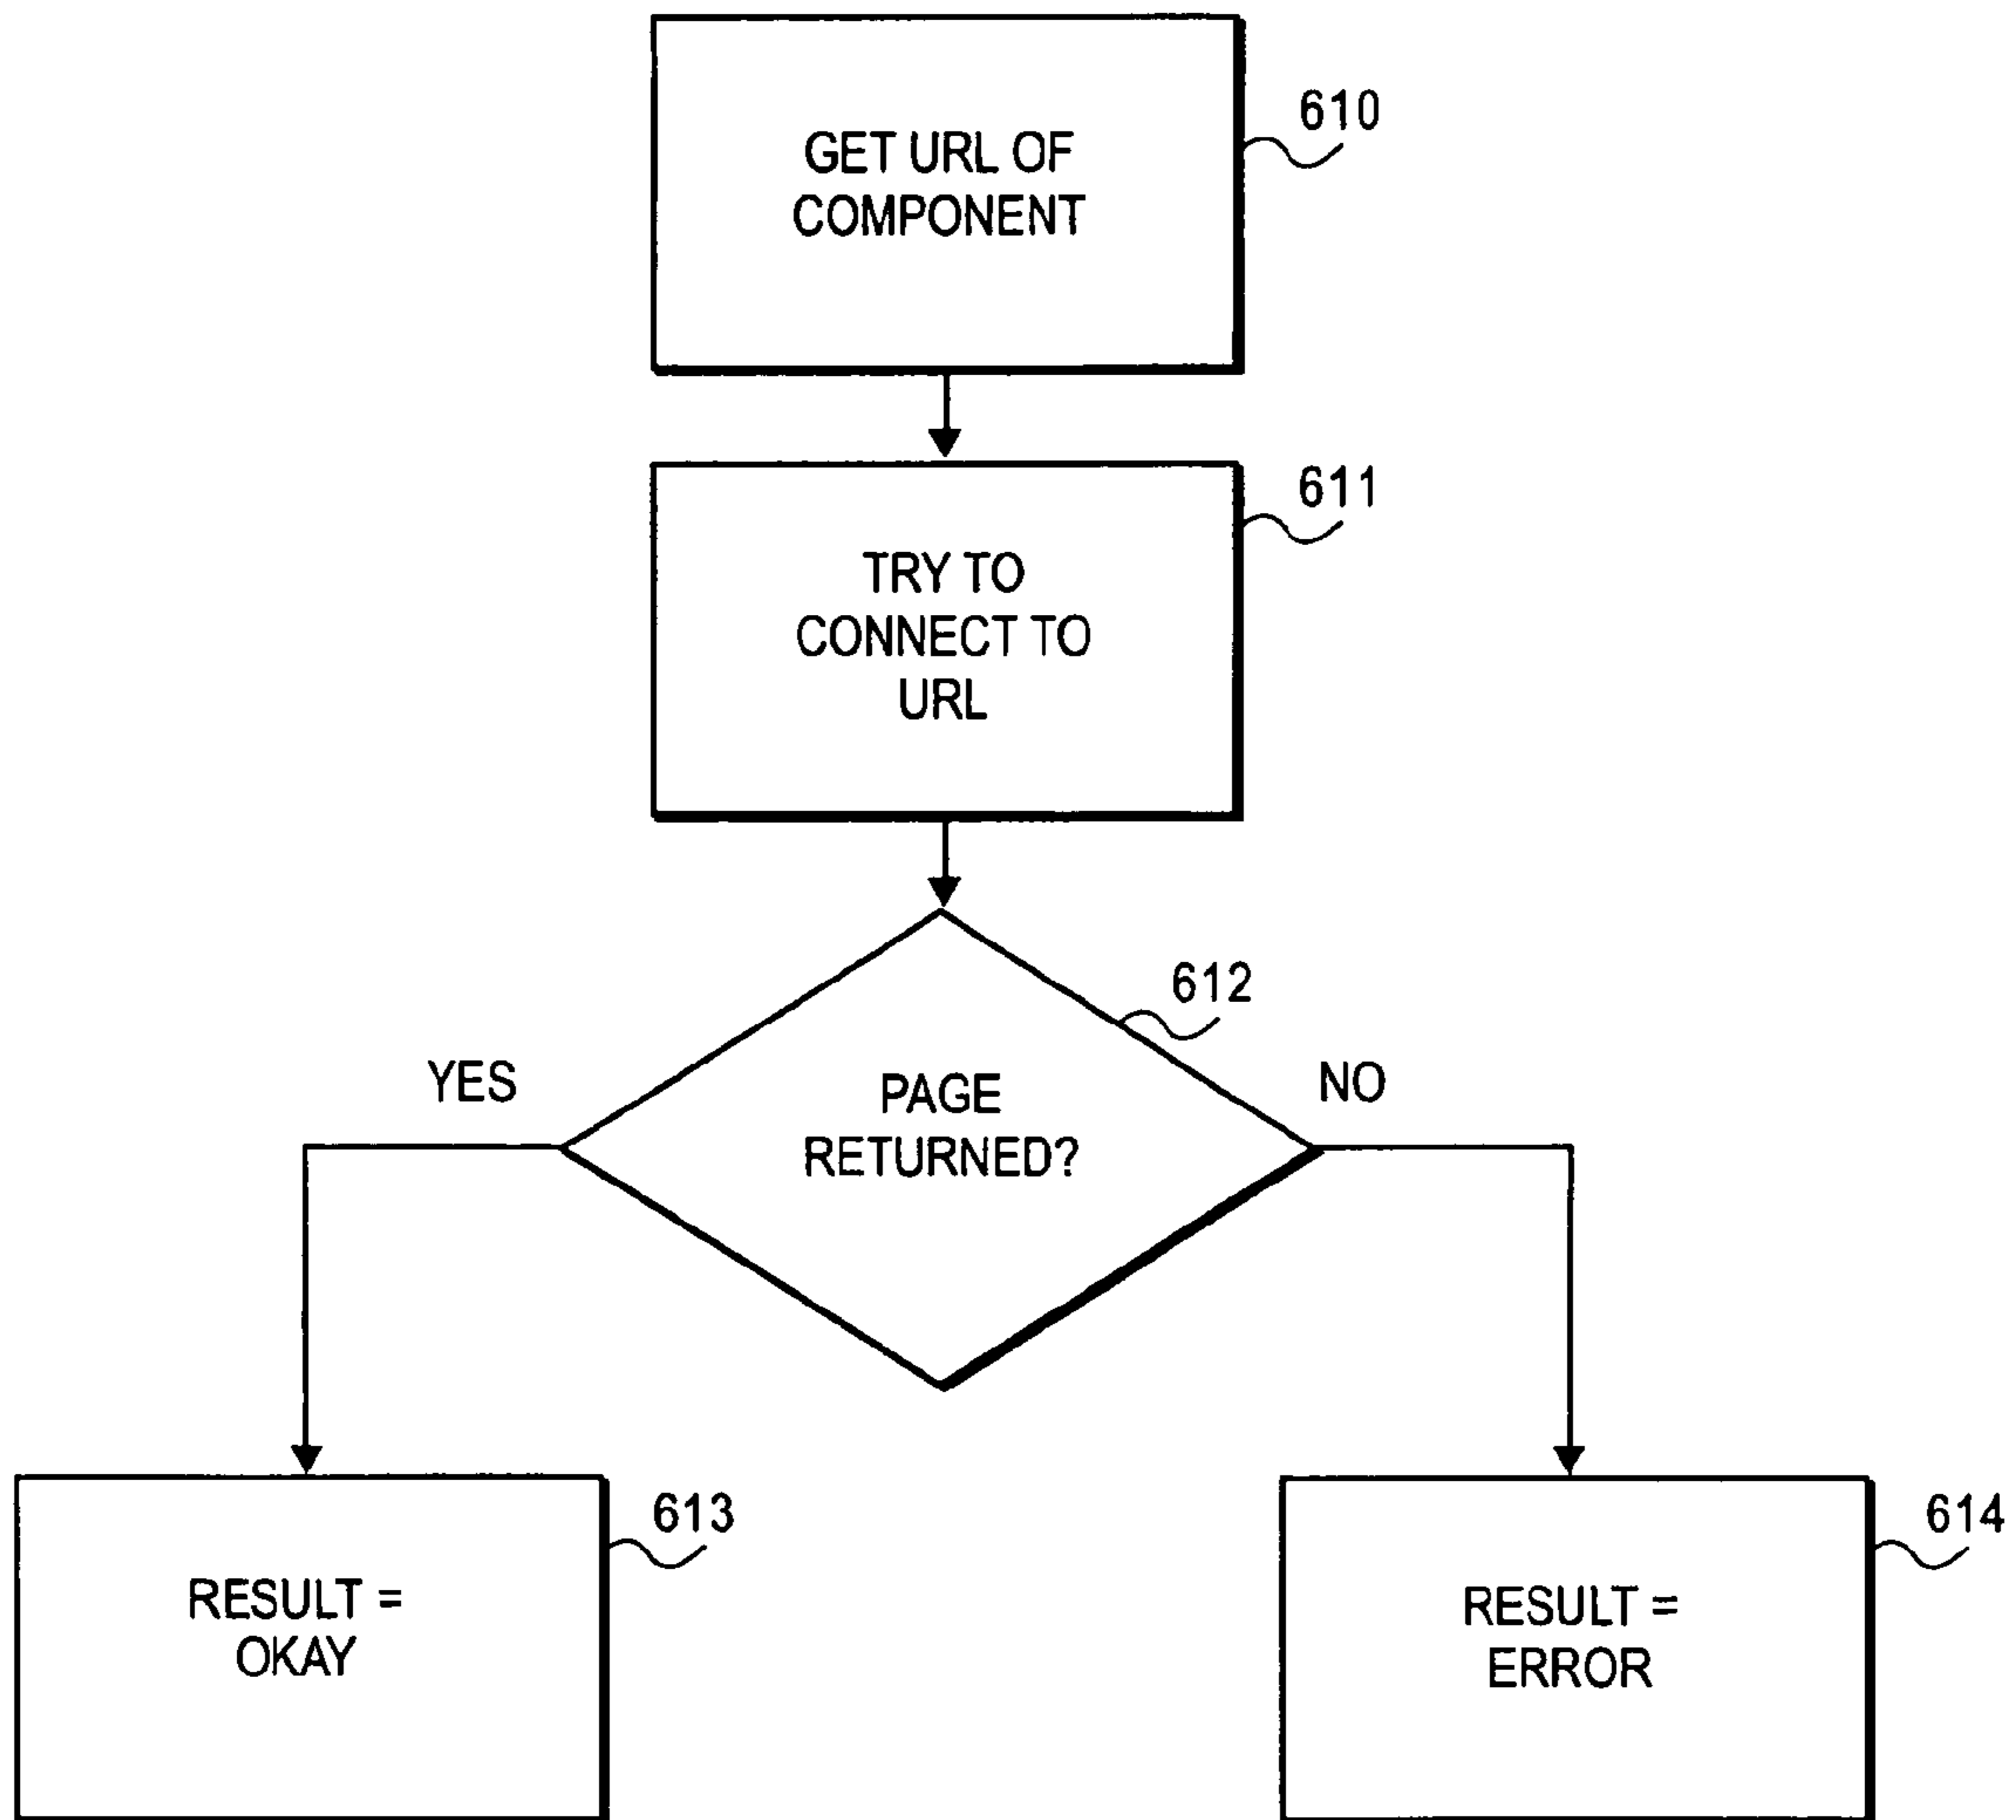 610
GET URL OF
COMPONENT
611
TRY TO
CONNECT TO
URL
612
YES
PAGE
RETURNED?
NO
613
RESULT =
OKAY
614
RESULT =
ERROR